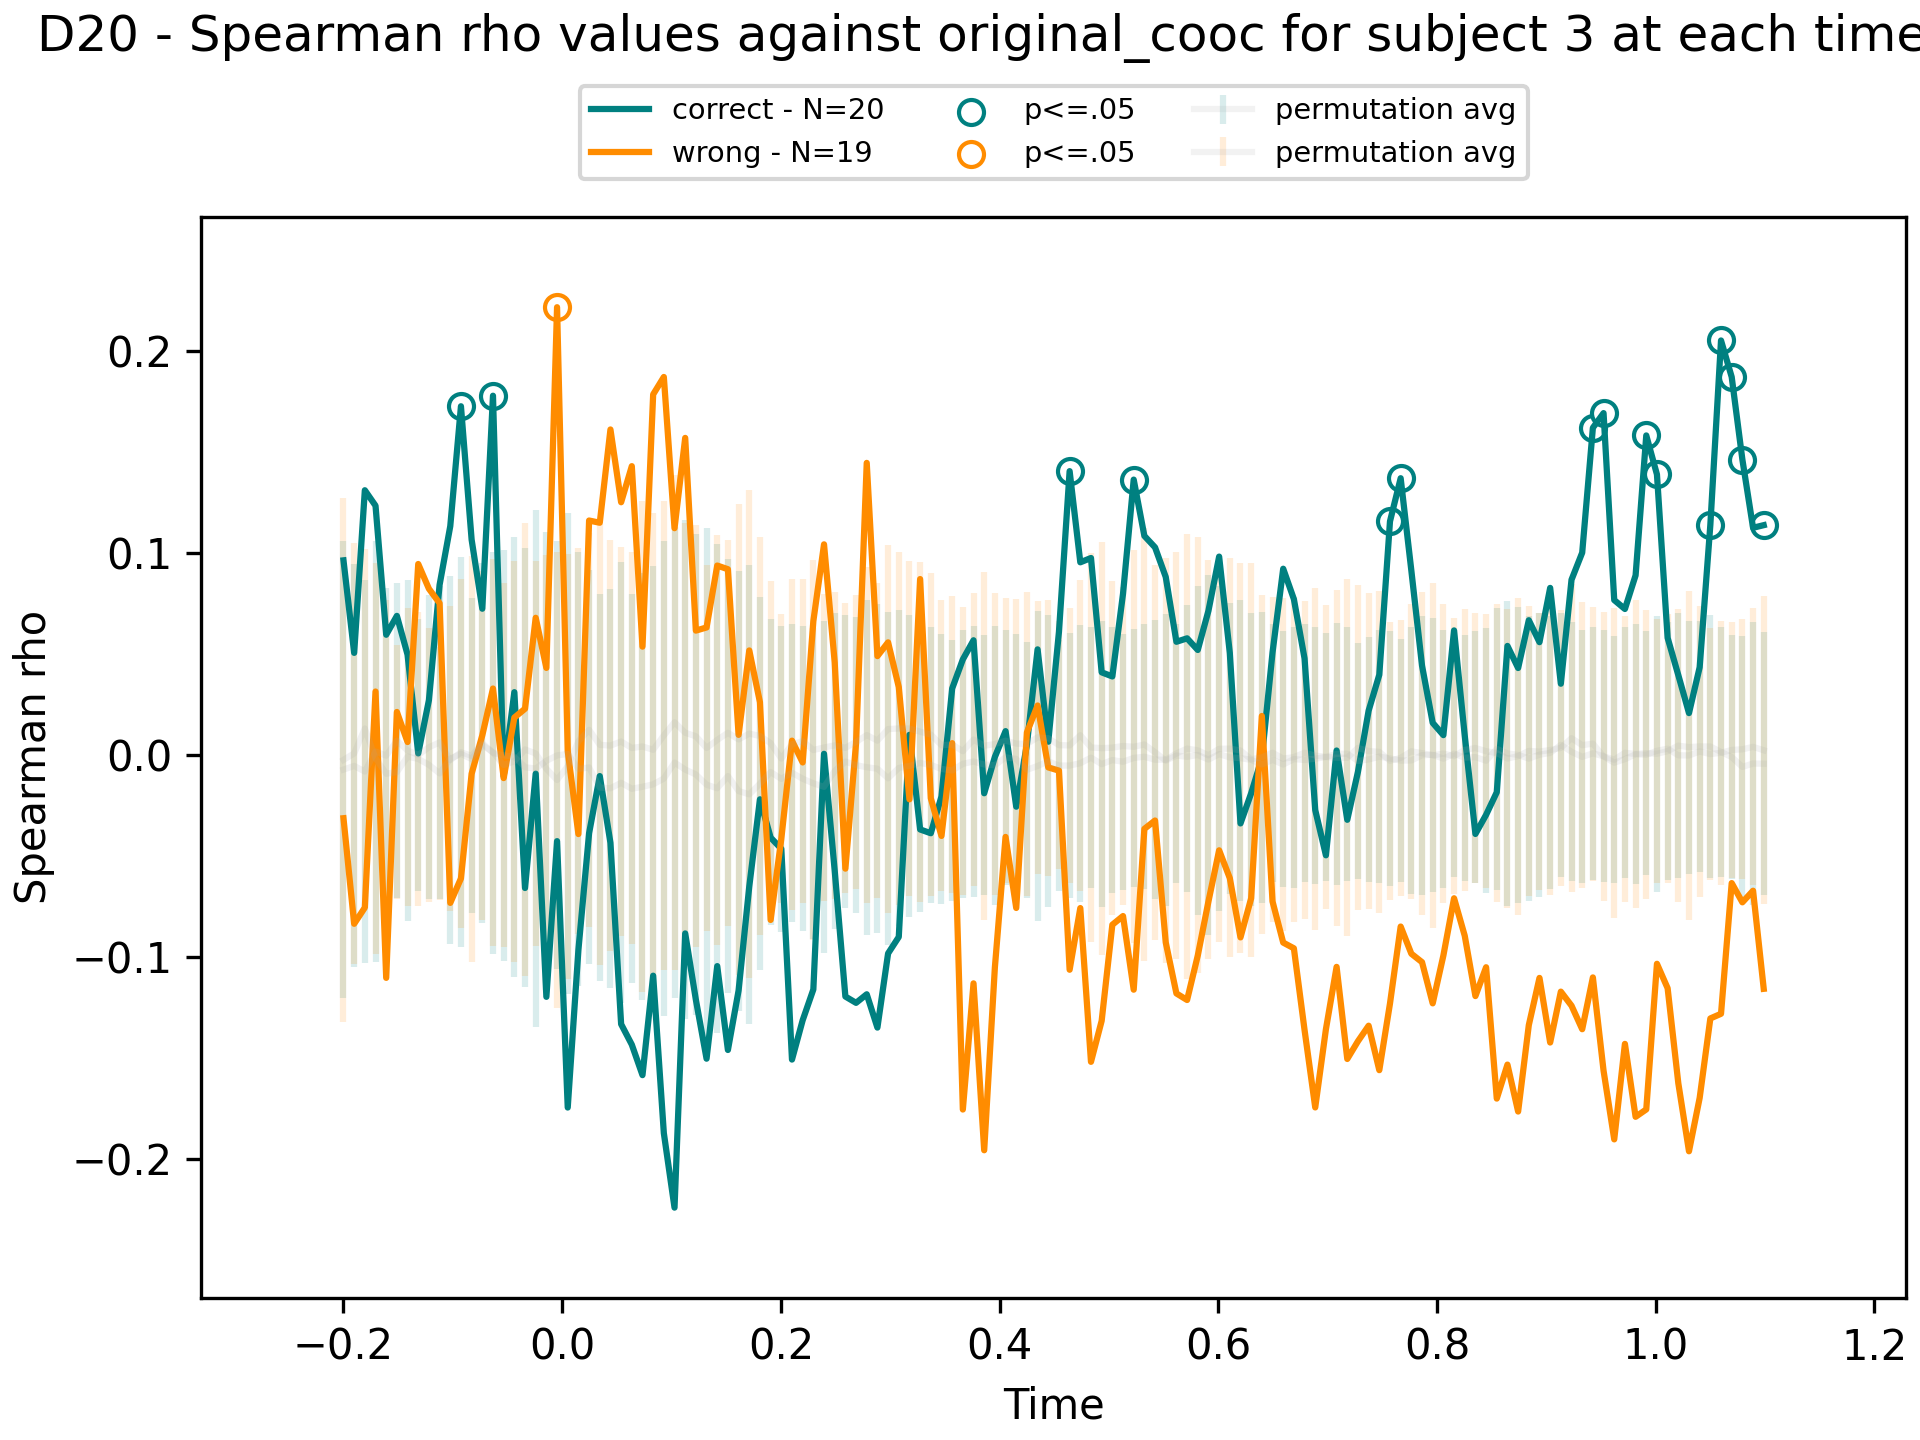 D20 - Spearman rho values against original_cooc for subject 3 at each time
correct - N=20
wrong - N=19
p<=.05
p<=.05
permutation avg
permutation avg
Spearman rho
0.2
0.1
0.0
−0.1
−0.2
−0.2
0.0
0.2
0.4
0.6
0.8
1.0
1.2
Time